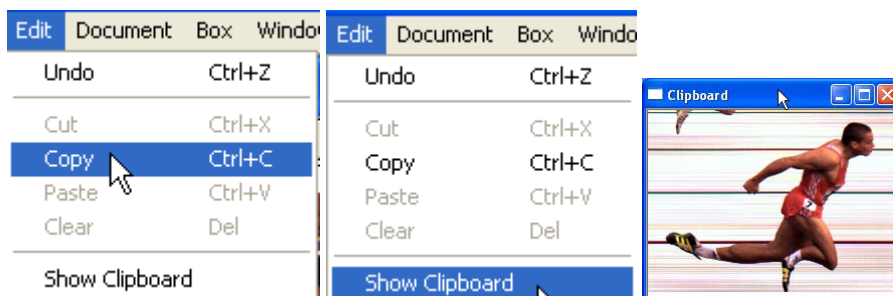 Edit Document Box Windo
Undo Ctrl+Z
Cut Ctrl+X
Copy Ctrl+C
Paste Ctrl+V
Clear Del
Show Clipboard
Edit Document Box Windo
Undo Ctrl+Z
Cut Ctrl+X
Copy Ctrl+C
Paste Ctrl+V
Clear Del
Show Clipboard
Clipboard
7